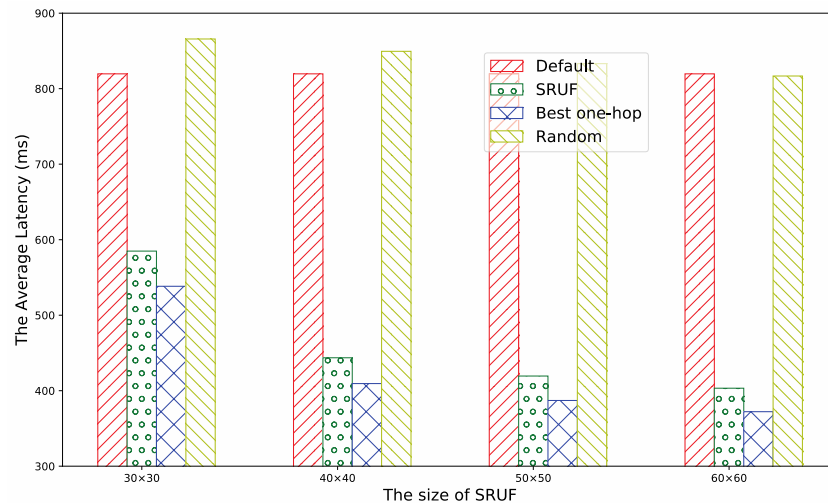 The Average Latency (ms)
900
800
700
600
500
400
300
Default
SRUF
Best one-hop
Random
30×30
40×40
50×50
60×60
The size of SRUF